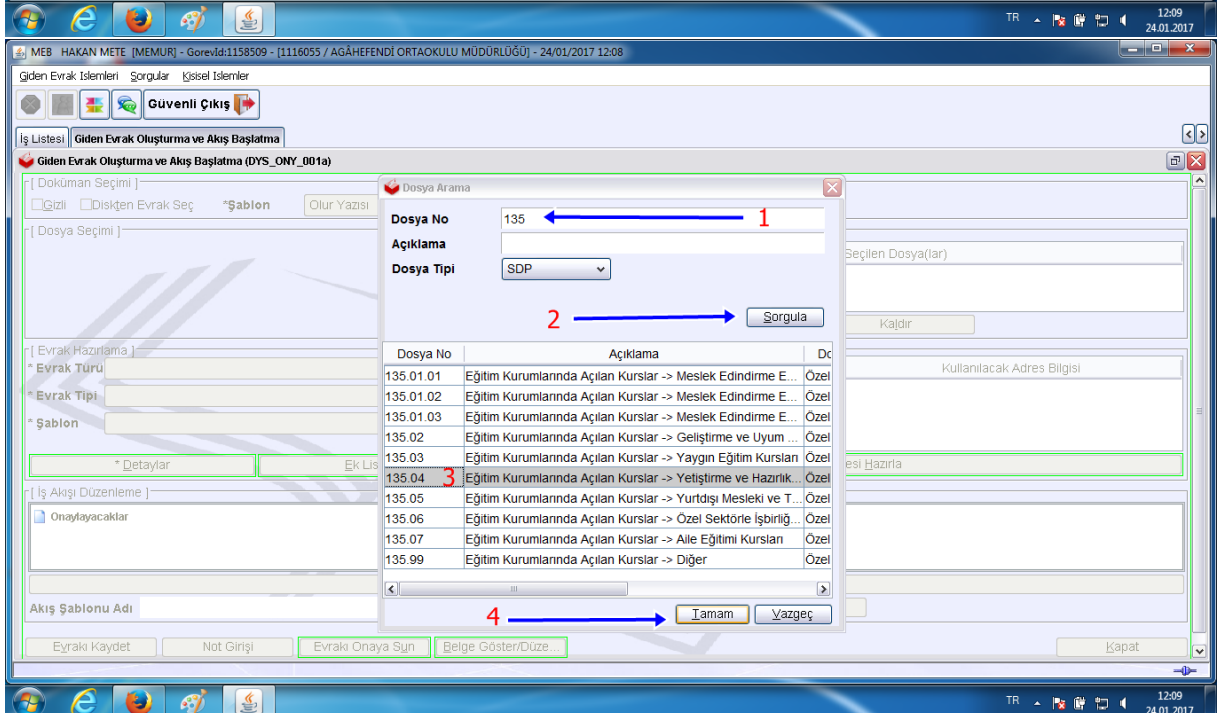 TR 12:09
24.01.2017
MEB HAKAN METE [MEMUR] - GorevId:1158509 - [1116055 / AGÂHEFENDİ ORTAOKULU MÜDÜRLÜĞÜ] - 24/01/2017 12:08
Giden Evrak Islemleri Sorgular Kisisel Islemler
Güvenli Çıkış
İş Listesi Giden Evrak Oluşturma ve Akış Başlatma
Giden Evrak Oluşturma ve Akış Başlatma (DYS_ONY_001a)
[ Doküman Seçimi ]
Gizli Diskten Evrak Seç *Şablon Olur Yazısı
[ Dosya Seçimi ]
Seçilen Dosya(lar)
Kaldır
[ Evrak Hazırlama ]
* Evrak Türü
Kullanılacak Adres Bilgisi
* Evrak Tipi
* Şablon
* Detaylar Ek Lis esi Hazırla
[ İş Akışı Düzenleme ]
Onaylayacaklar
Akış Şablonu Adı
Evrakı Kaydet Not Girişi Evrakı Onaya Sun Belge Göster/Düze... Kapat
Dosya Arama
Dosya No 135 1
Açıklama
Dosya Tipi SDP
2 Sorgula
Dosya No Açıklama Do
135.01.01 Eğitim Kurumlarında Açılan Kurslar -> Meslek Edindirme E... Özel
135.01.02 Eğitim Kurumlarında Açılan Kurslar -> Meslek Edindirme E... Özel
135.01.03 Eğitim Kurumlarında Açılan Kurslar -> Meslek Edindirme E... Özel
135.02 Eğitim Kurumlarında Açılan Kurslar -> Geliştirme ve Uyum ... Özel
135.03 Eğitim Kurumlarında Açılan Kurslar -> Yaygın Eğitim Kursları Özel
135.04 3 Eğitim Kurumlarında Açılan Kurslar -> Yetiştirme ve Hazırlık... Özel
135.05 Eğitim Kurumlarında Açılan Kurslar -> Yurtdışı Mesleki ve T... Özel
135.06 Eğitim Kurumlarında Açılan Kurslar -> Özel Sektörle İşbirliğ... Özel
135.07 Eğitim Kurumlarında Açılan Kurslar -> Aile Eğitimi Kursları Özel
135.99 Eğitim Kurumlarında Açılan Kurslar -> Diğer Özel
4 Tamam Vazgeç
TR 12:09
24.01.2017